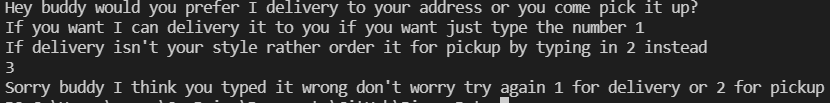 Hey buddy would you prefer I delivery to your address or you come pick it up?
If you want I can delivery it to you if you want just type the number 1
If delivery isn't your style rather order it for pickup by typing in 2 instead
3
Sorry buddy I think you typed it wrong don't worry try again 1 for delivery or 2 for pickup